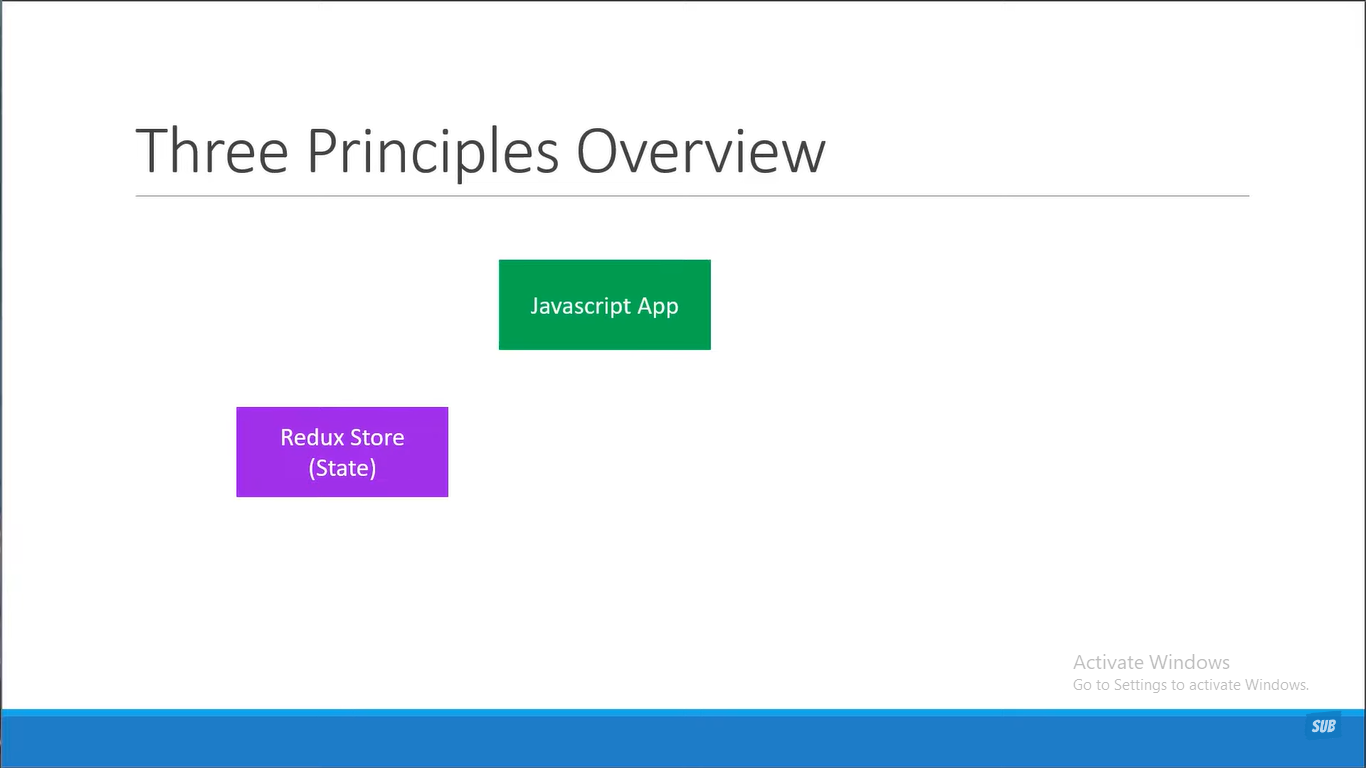 Three Principles Overview
Javascript App
Redux Store
(State)
Activate Windows
Go to Settings to activate Windows.
SUB